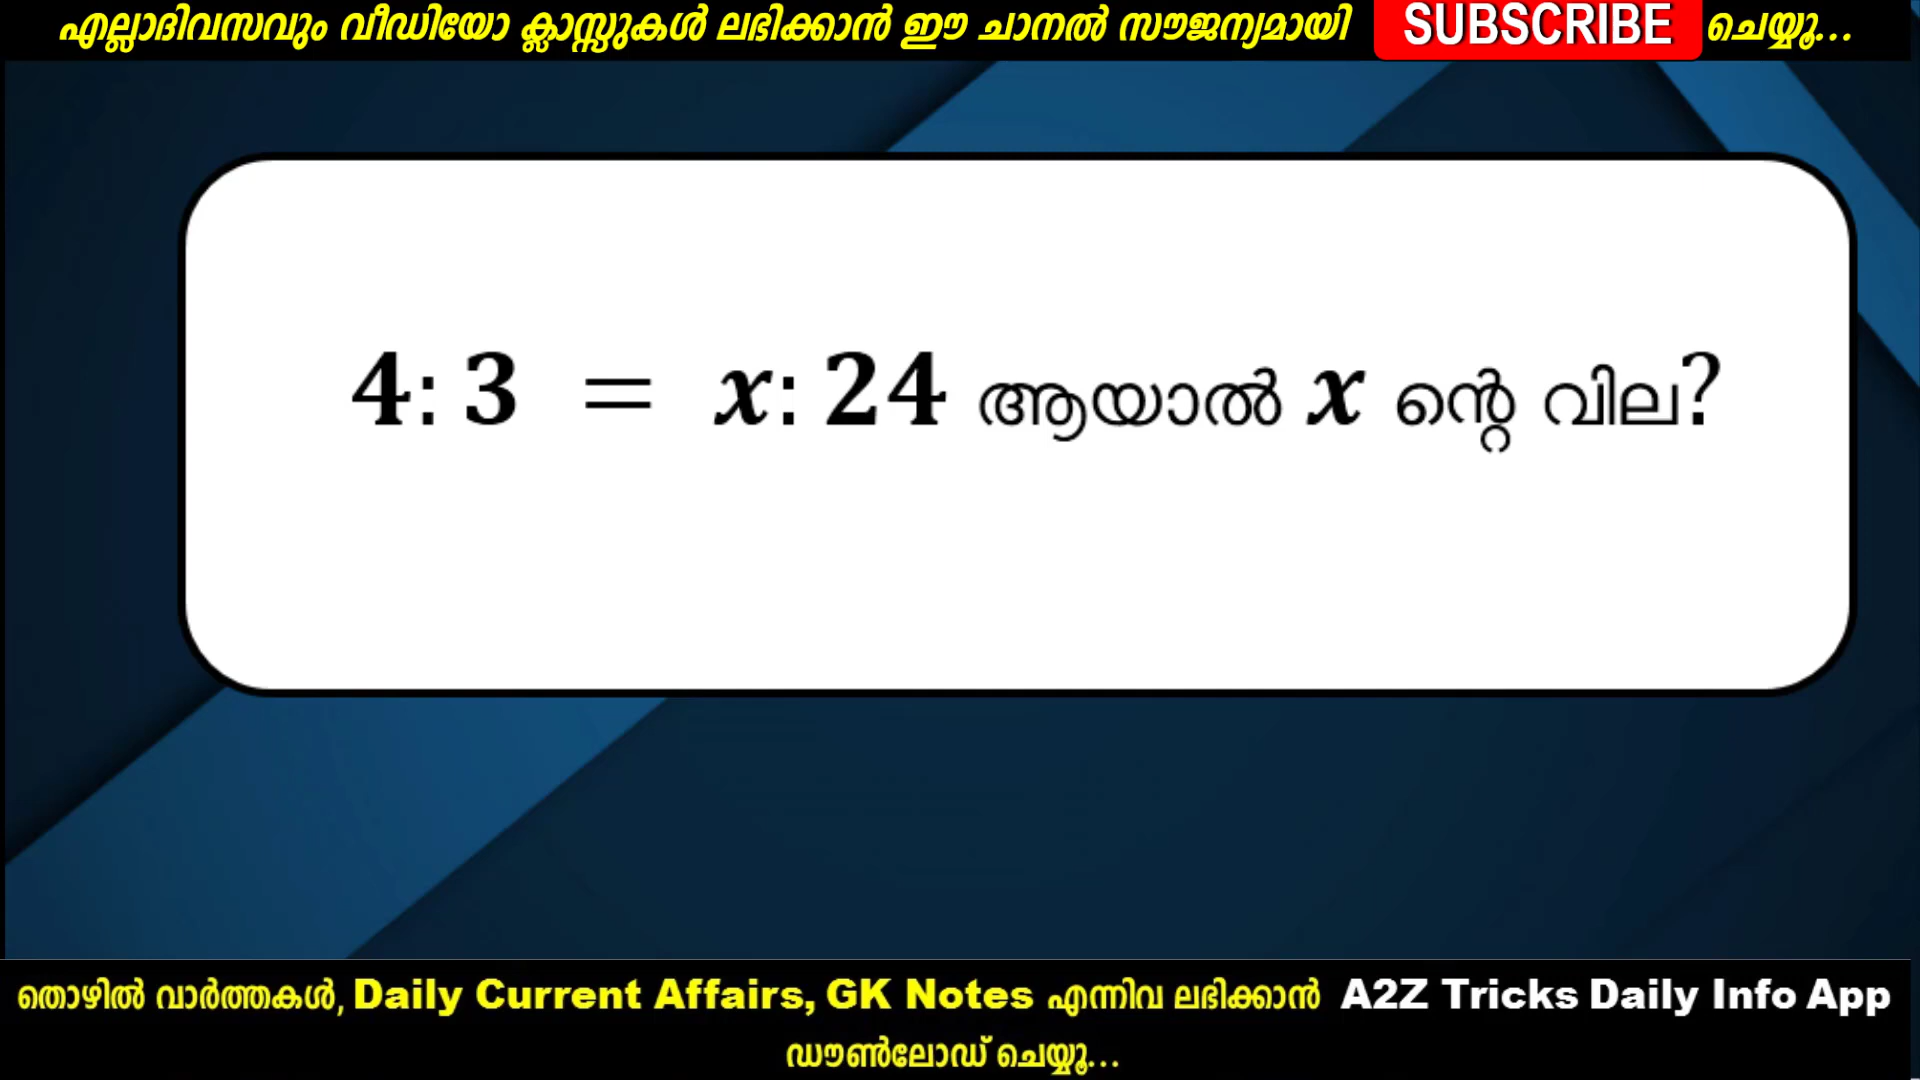 എല്ലാദിവസവും വീഡിയോ ക്ലാസ്സുകൾ ലഭിക്കാൻ ഈ ചാനൽ സൗജന്യമായി SUBSCRIBE ചെയ്യൂ...
4: 3 = x: 24 ആയാൽ x ന്റെ വില?
തൊഴിൽ വാർത്തകൾ, Daily Current Affairs, GK Notes എന്നിവ ലഭിക്കാൻ A2Z Tricks Daily Info App
ഡൗൺലോഡ് ചെയ്യൂ...